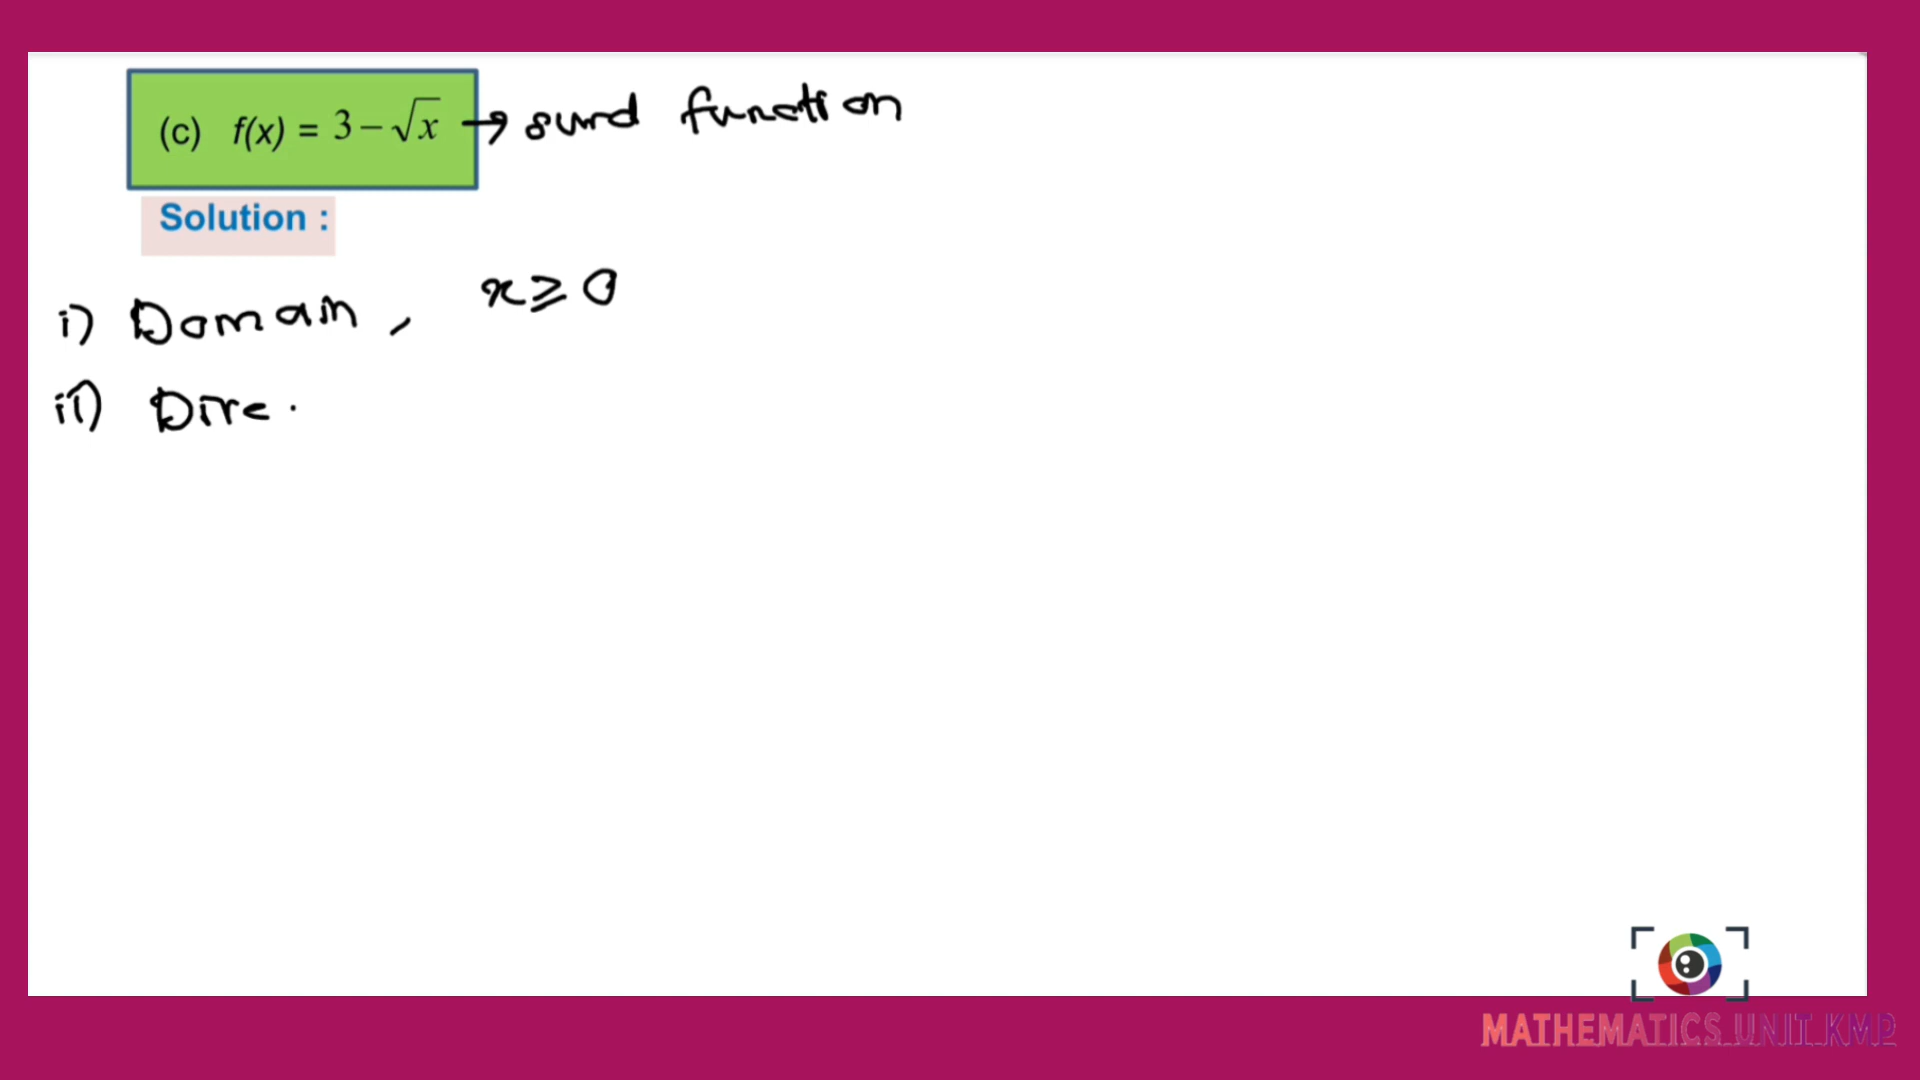 (c) f(x) = 3 − √x → surd function
Solution :
i) Domain, x ≥ 0
ii) Dire
MATHEMATICS UNIT KMP